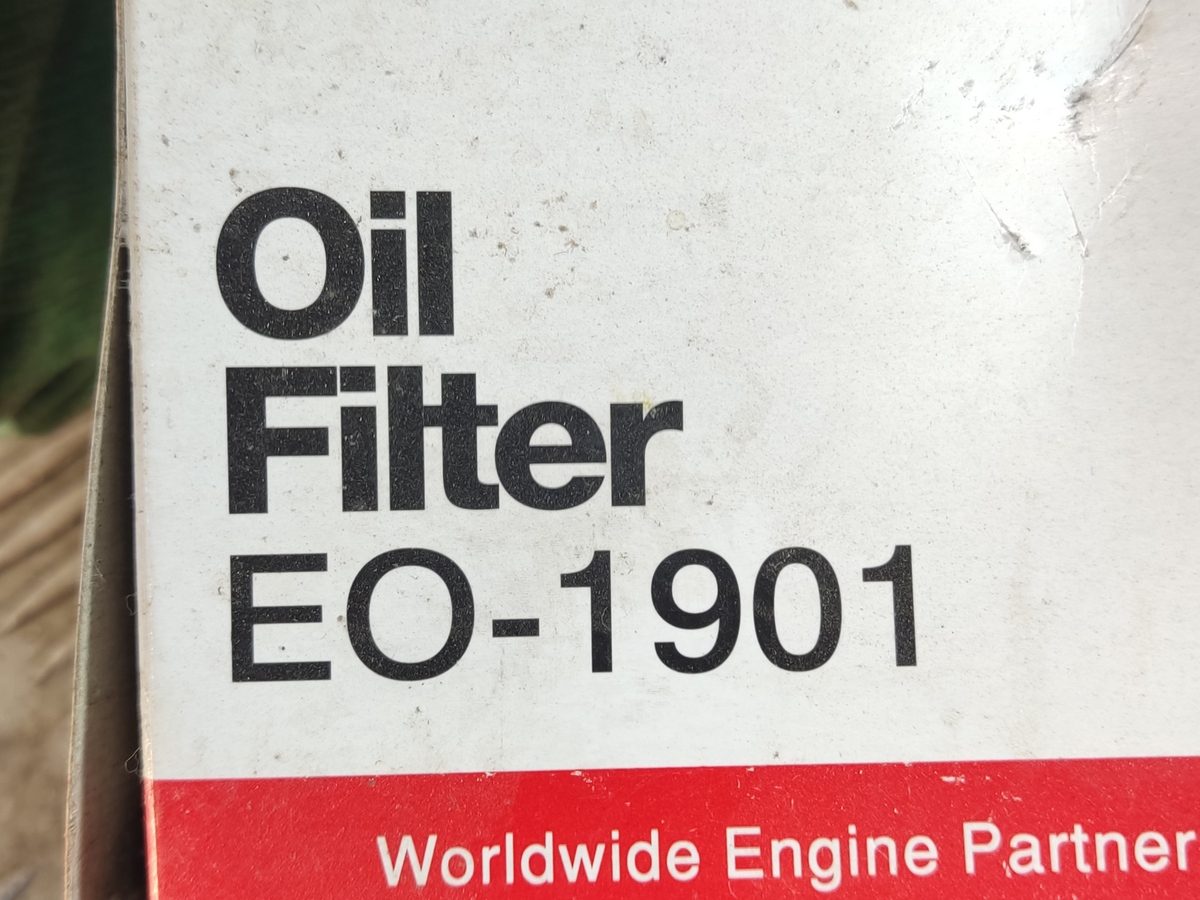 Oil
Filter
EO-1901
Worldwide Engine Partner